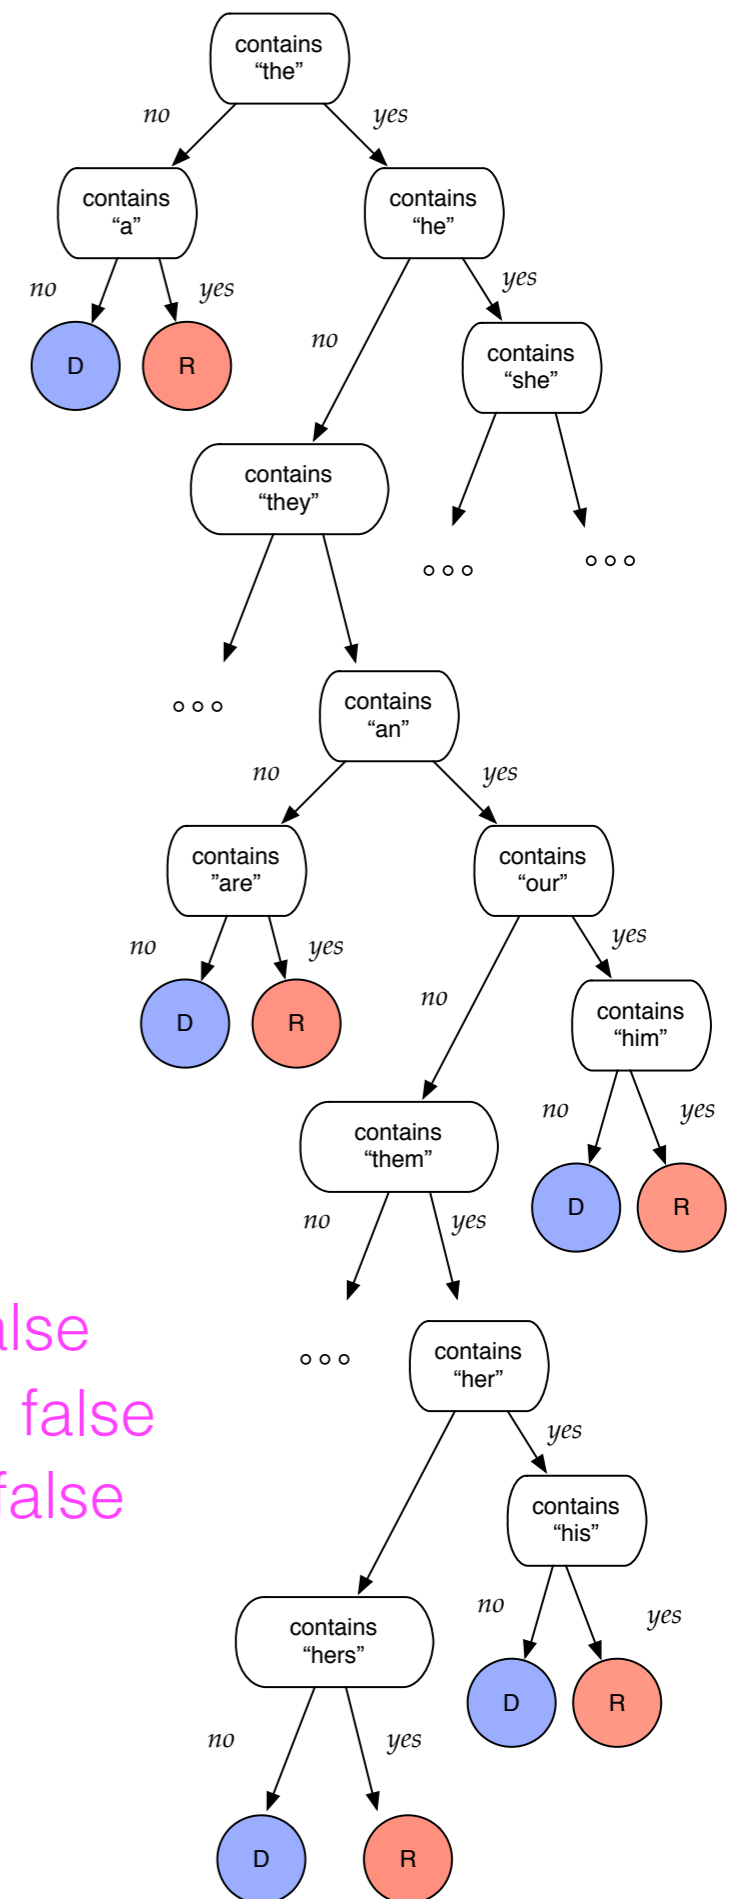 contains
“the”
no
yes
contains
“a”
contains
“he”
no
yes
yes
D
R
no
contains
“she”
contains
“they”
contains
“an”
no
yes
contains
”are”
contains
“our”
no
yes
yes
D
R
no
contains
“him”
no
yes
contains
“them”
D
R
no
yes
alse
contains
“her”
false
yes
false
contains
“his”
no
yes
contains
“hers”
D
R
no
yes
D
R